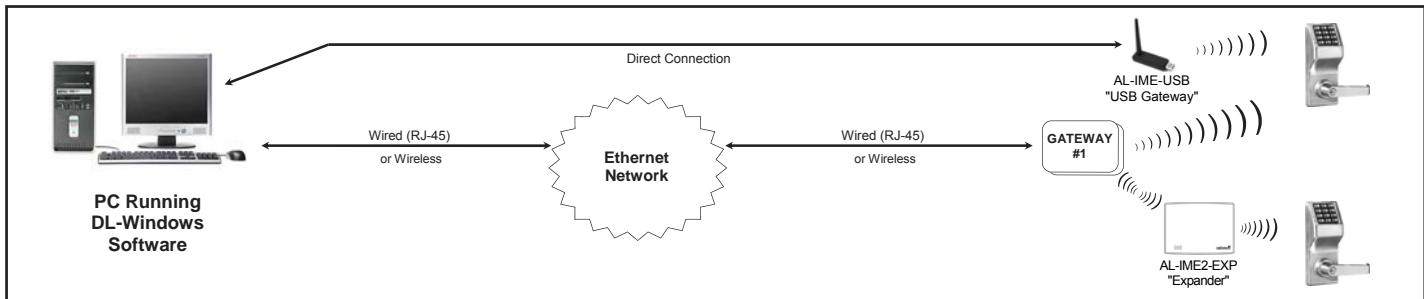 Direct Connection
AL-IME-USB
"USB Gateway"
Wired (RJ-45)
or Wireless
Ethernet
Network
Wired (RJ-45)
or Wireless
GATEWAY
#1
PC Running
DL-Windows
Software
AL-IME2-EXP
"Expander"